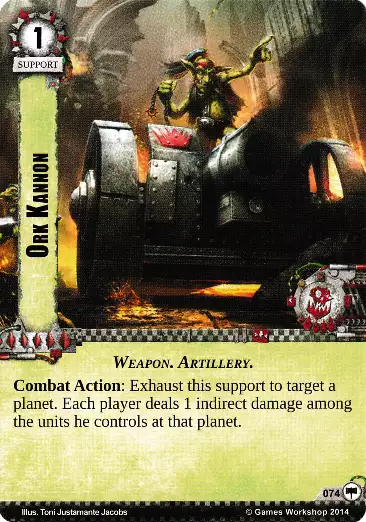 1
SUPPORT
ORK KANNON
WEAPON. ARTILLERY.
Combat Action: Exhaust this support to target a
planet. Each player deals 1 indirect damage among
the units he controls at that planet.
074
Illus. Toni Justamante Jacobs
© Games Workshop 2014